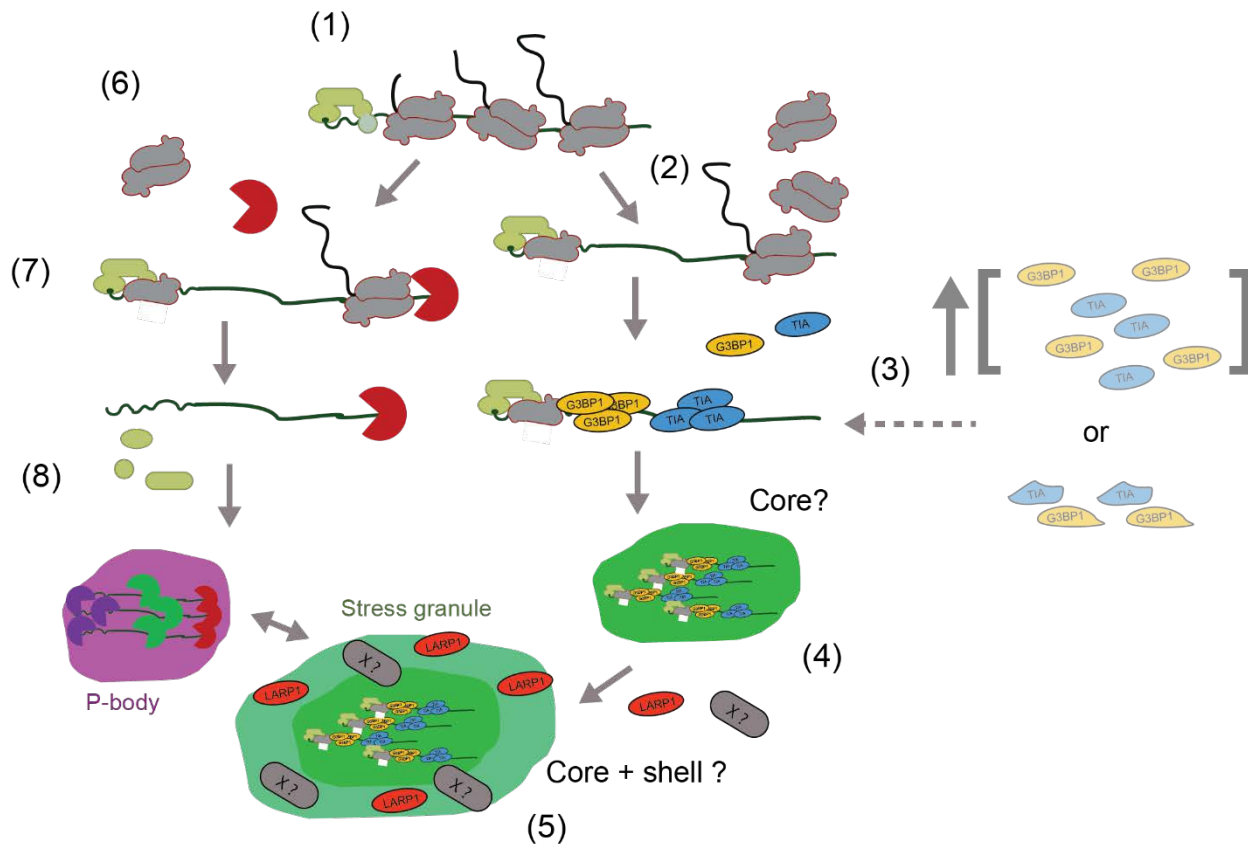 (1)
(6)
(2)
(7)
G3BP1
G3BP1
TIA
TIA
G3BP1
G3BP1
TIA
TIA
G3BP1
(3)
G3BP1
G3BP1
G3BP1
TIA
TIA
TIA
or
TIA
TIA
G3BP1
G3BP1
(8)
Core?
Stress granule
(4)
P-body
LARP1
X ?
LARP1
LARP1
LARP1
X ?
X ?
X ?
LARP1
Core + shell ?
(5)